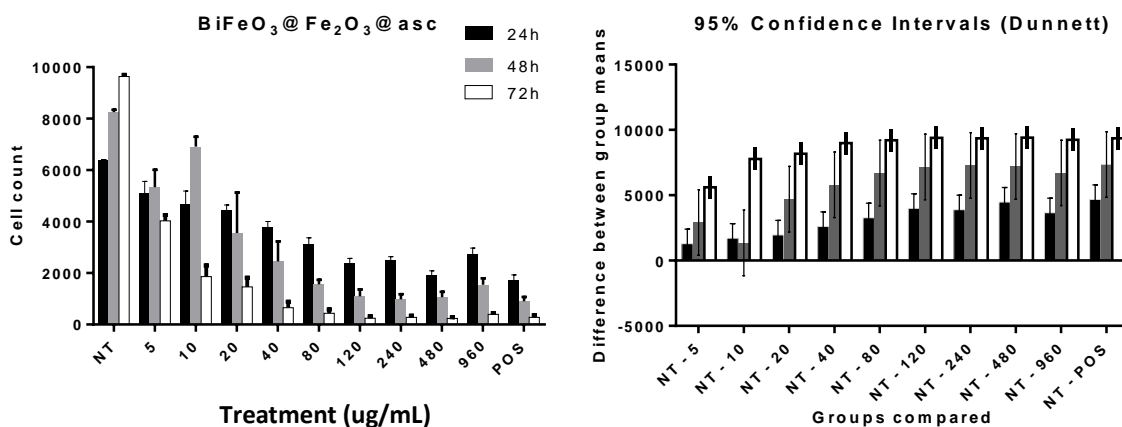 BiFeO₃@Fe₂O₃@asc
24h
48h
72h
Cell count
10000
8000
6000
4000
2000
0
NT
5
10
20
40
80
120
240
480
960
POS
Treatment (ug/mL)
95% Confidence Intervals (Dunnett)
Difference between group means
15000
10000
5000
0
-5000
NT - 5
NT - 10
NT - 20
NT - 40
NT - 80
NT - 120
NT - 240
NT - 480
NT - 960
NT - POS
Groups compared